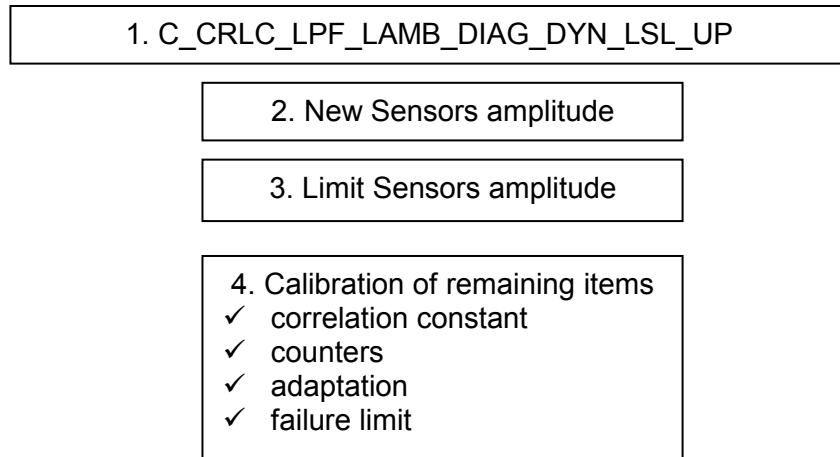 1. C_CRLC_LPF_LAMB_DIAG_DYN_LSL_UP
2. New Sensors amplitude
3. Limit Sensors amplitude
4. Calibration of remaining items
✓ correlation constant
✓ counters
✓ adaptation
✓ failure limit